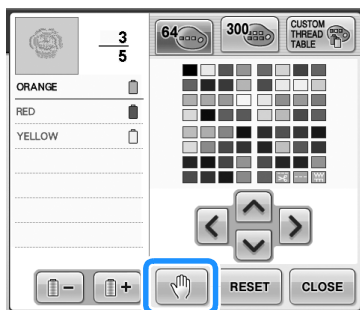 3
5
64
300
CUSTOM
THREAD
TABLE
ORANGE
RED
YELLOW
RESET
CLOSE